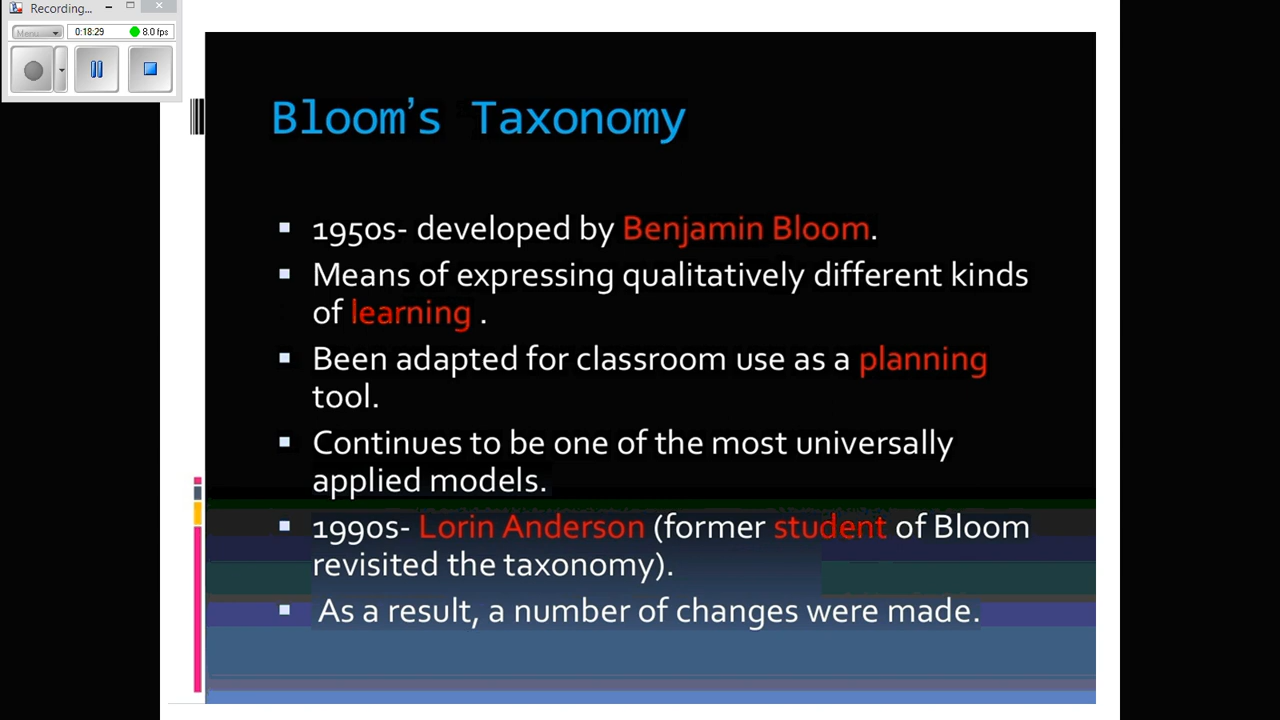 Recording...
Menu
0:18:29
8.0 fps
Bloom’s Taxonomy
▪ 1950s- developed by Benjamin Bloom.
▪ Means of expressing qualitatively different kinds
of learning .
▪ Been adapted for classroom use as a planning
tool.
▪ Continues to be one of the most universally
applied models.
▪ 1990s- Lorin Anderson (former student of Bloom
revisited the taxonomy).
▪ As a result, a number of changes were made.